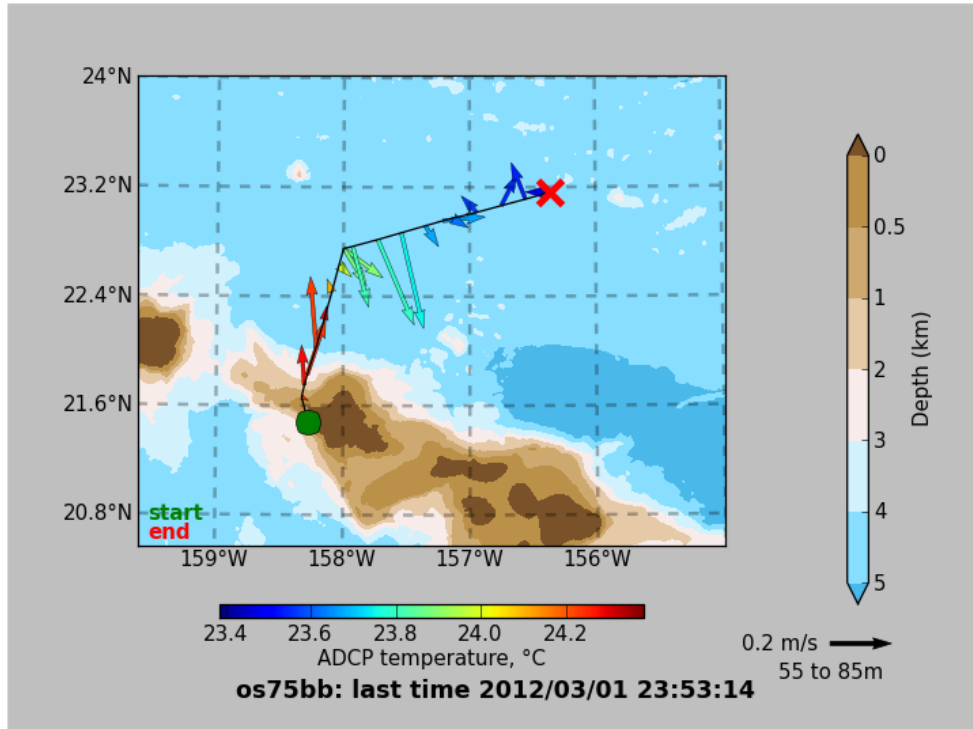 24°N
23.2°N
22.4°N
21.6°N
20.8°N
start
end
159°W 158°W 157°W 156°W
0
0.5
1
2
3
4
5
Depth (km)
23.4 23.6 23.8 24.0 24.2
ADCP temperature, °C
0.2 m/s
55 to 85m
os75bb: last time 2012/03/01 23:53:14